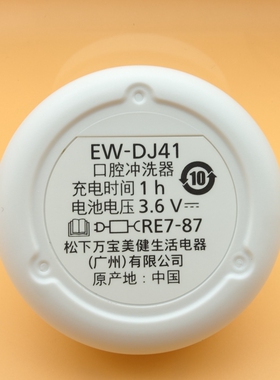 EW-DJ41
口腔冲洗器
充电时间 1 h
电池电压 3.6 V
RE7-87
松下万宝美健生活电器
(广州)有限公司
原产地: 中国
10